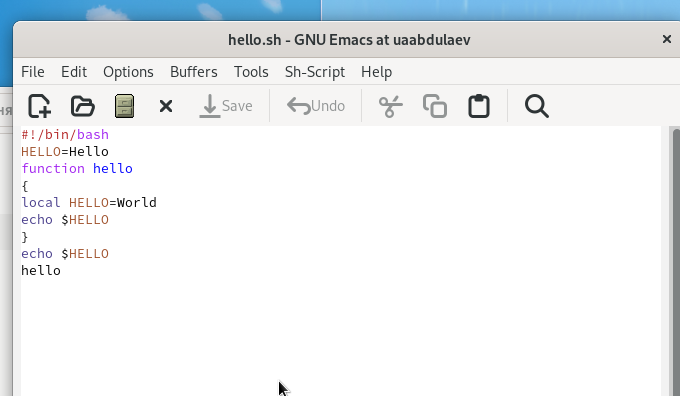 hello.sh - GNU Emacs at uaabdulaev
File Edit Options Buffers Tools Sh-Script Help
Save Undo
#!/bin/bash
HELLO=Hello
function hello
{
local HELLO=World
echo $HELLO
}
echo $HELLO
hello